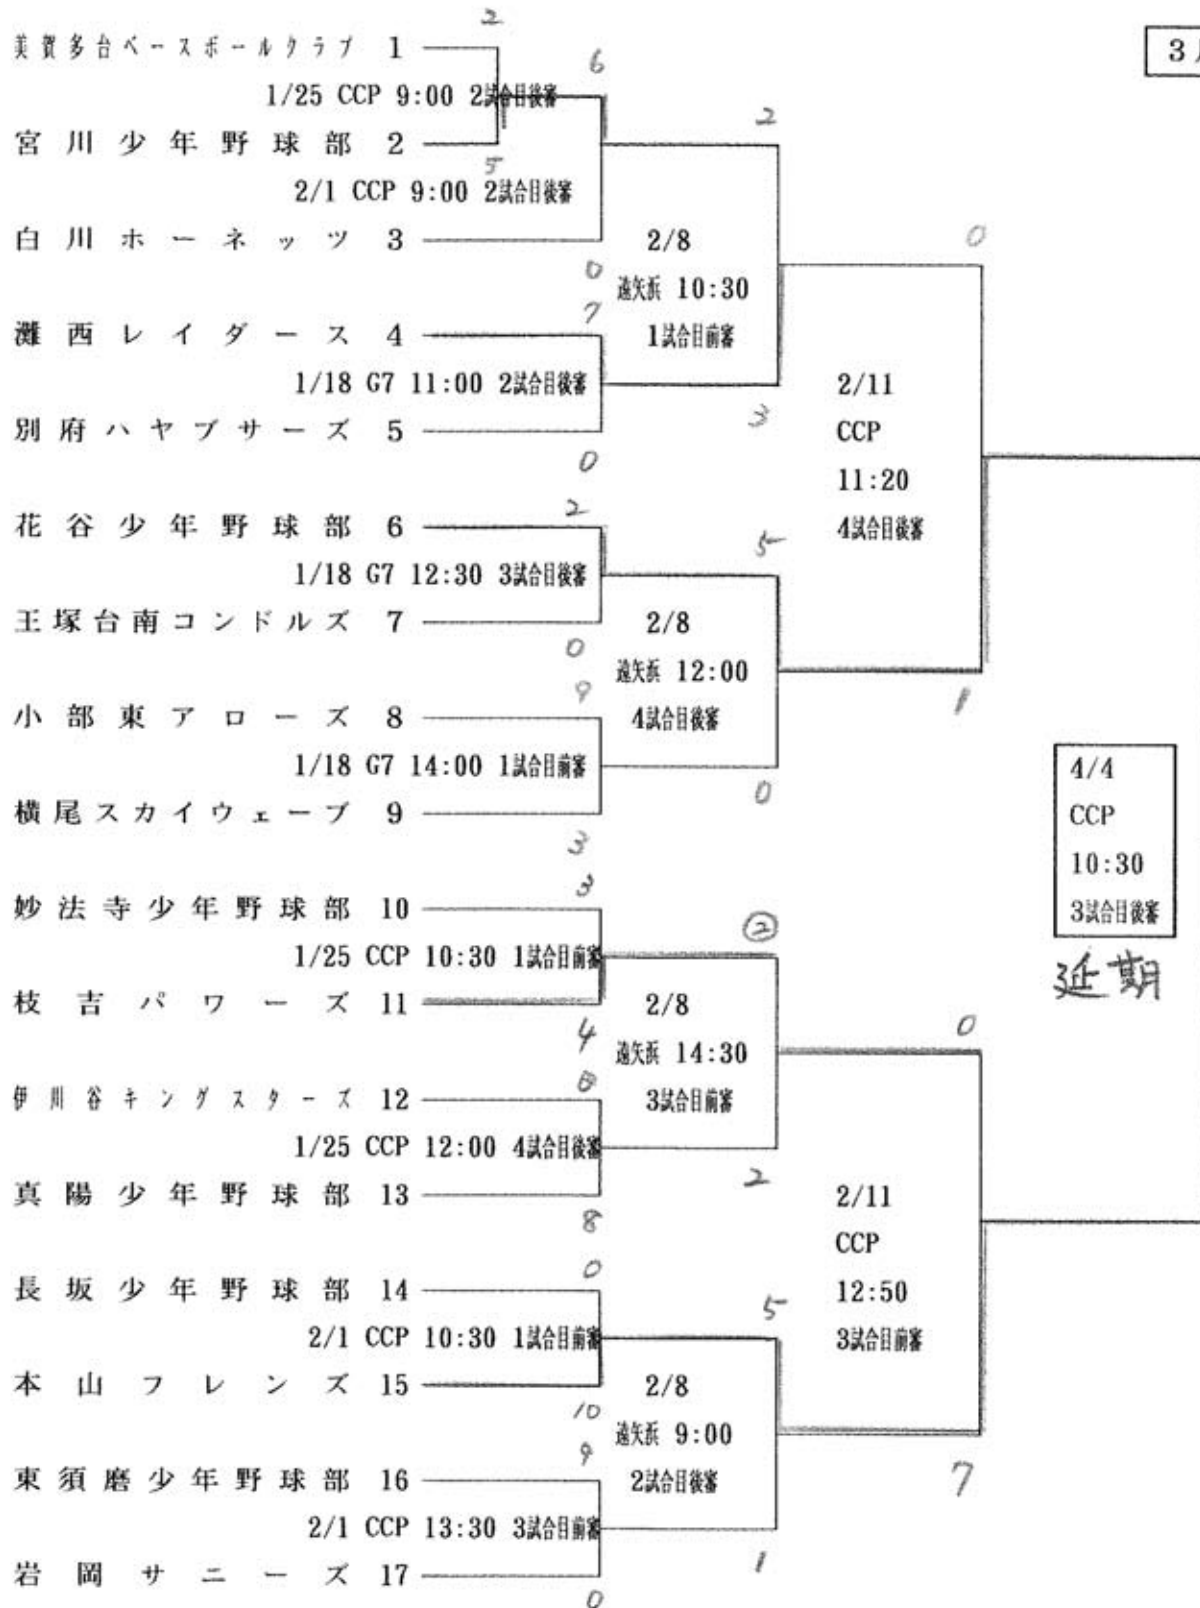 2
美賀多台ベースボールクラブ 1
3月
6
1/25 CCP 9:00 2試合目後審
2
宮川少年野球部 2
5
2/1 CCP 9:00 2試合目後審
白川ホーネッツ 3
2/8
0
0
遠矢浜 10:30
7
灘西レイダース 4
1試合目前審
1/18 G7 11:00 2試合目後審
2/11
3
別府ハヤブサーズ 5
CCP
0
11:20
2
花谷少年野球部 6
4試合目後審
5
1/18 G7 12:30 3試合目後審
王塚台南コンドルズ 7
2/8
0
遠矢浜 12:00
9
1
小部東アローズ 8
4試合目後審
1/18 G7 14:00 1試合目前審
4/4
0
横尾スカイウェーブ 9
CCP
3
10:30
3
妙法寺少年野球部 10
3試合目後審
②
1/25 CCP 10:30 1試合目前審
延期
枝吉パワーズ 11
2/8
0
4
遠矢浜 14:30
0
伊川谷キングスターズ 12
3試合目前審
1/25 CCP 12:00 4試合目後審
2
真陽少年野球部 13
2/11
8
CCP
0
長坂少年野球部 14
12:50
5
2/1 CCP 10:30 1試合目前審
3試合目前審
本山フレンズ 15
2/8
10
遠矢浜 9:00
9
7
東須磨少年野球部 16
2試合目後審
2/1 CCP 13:30 3試合目前審
1
岩岡サニーズ 17
0